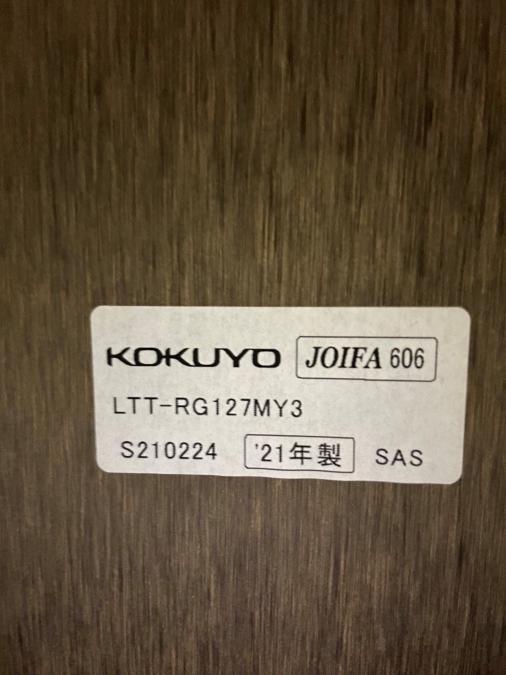 KOKUYO JOIFA 606
LTT-RG127MY3
S210224 '21年製 SAS